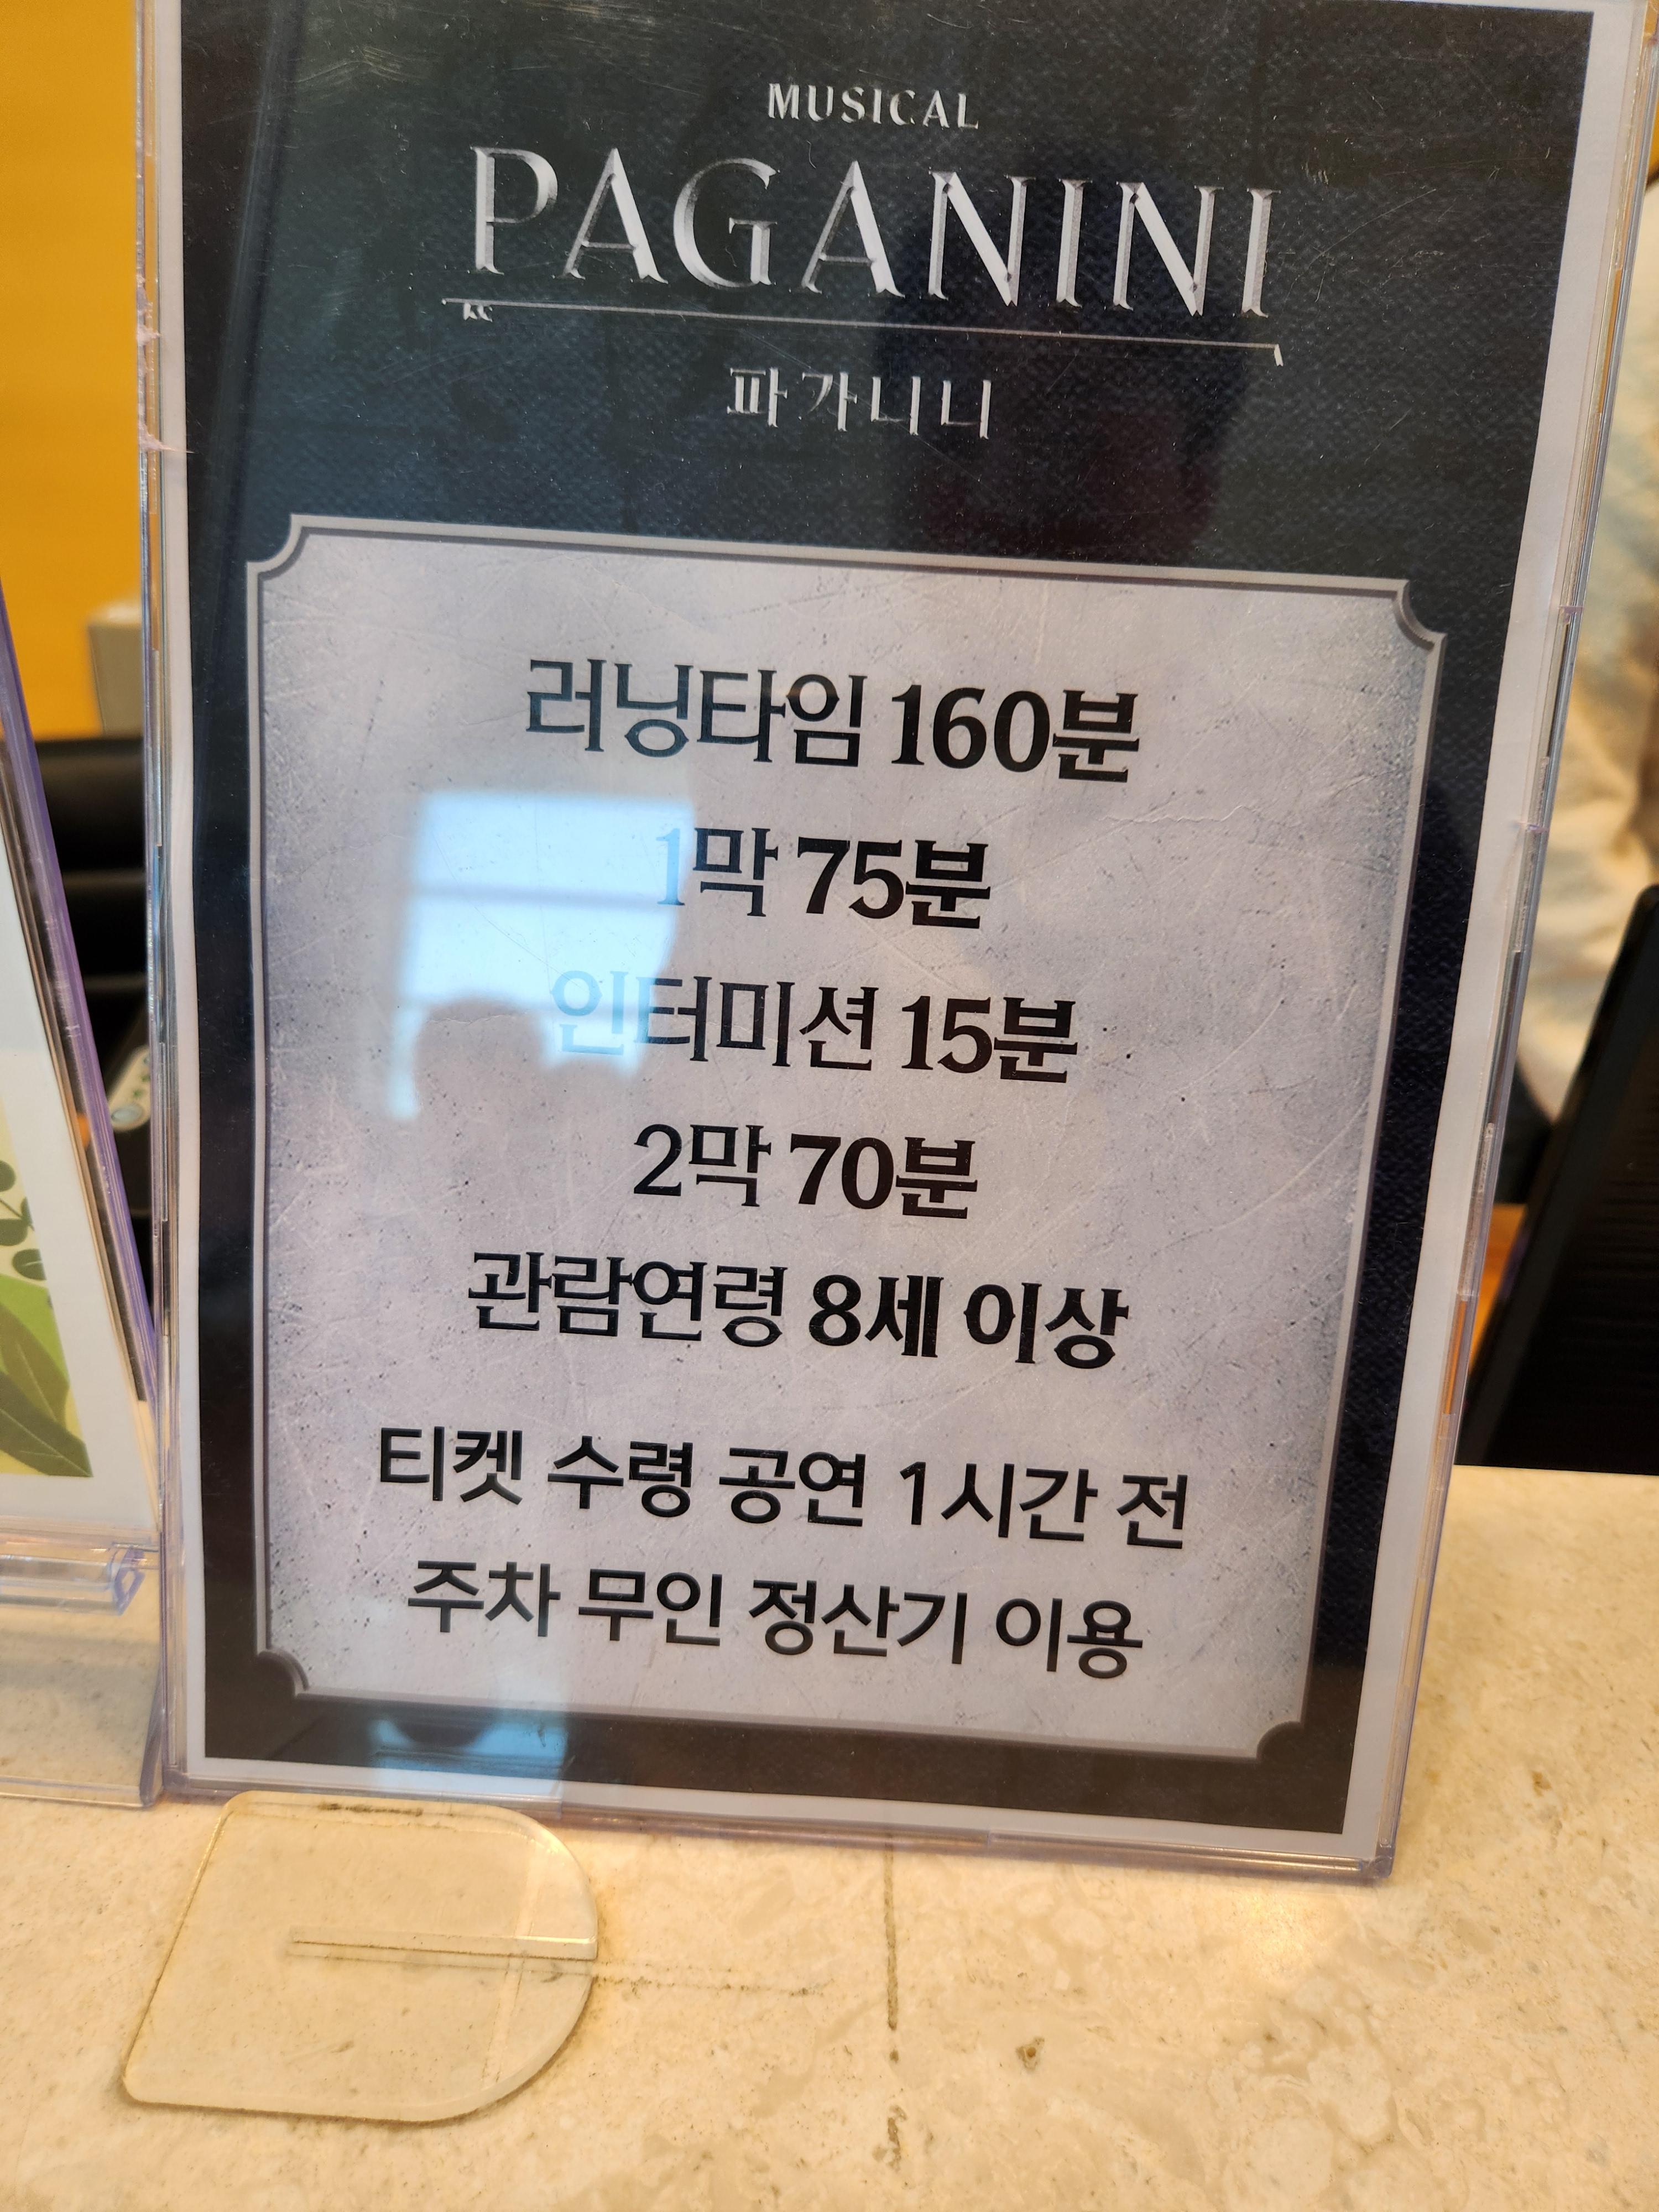 MUSICAL
PAGANINI
파가니니
러닝타임 160분
1막 75분
인터미션 15분
2막 70분
관람연령 8세 이상
티켓 수령 공연 1시간 전
주차 무인 정산기 이용